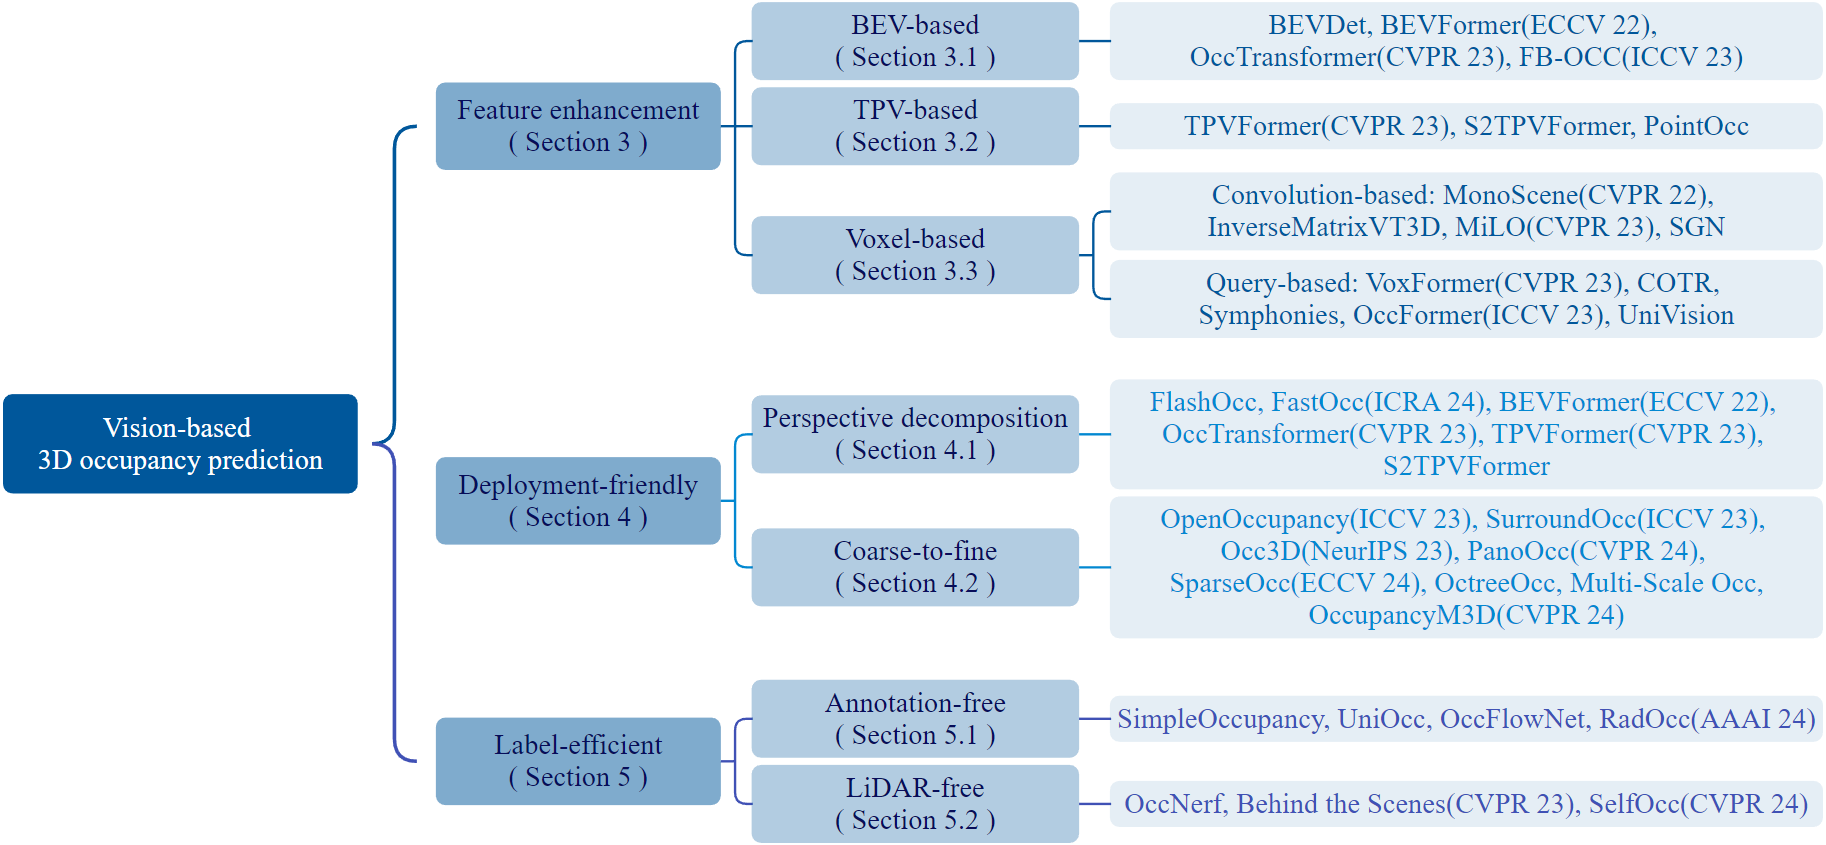 Vision-based
3D occupancy prediction
Feature enhancement
( Section 3 )
BEV-based
( Section 3.1 )
BEVDet, BEVFormer(ECCV 22),
OccTransformer(CVPR 23), FB-OCC(ICCV 23)
TPV-based
( Section 3.2 )
TPVFormer(CVPR 23), S2TPVFormer, PointOcc
Voxel-based
( Section 3.3 )
Convolution-based: MonoScene(CVPR 22),
InverseMatrixVT3D, MiLO(CVPR 23), SGN
Query-based: VoxFormer(CVPR 23), COTR,
Symphonies, OccFormer(ICCV 23), UniVision
Deployment-friendly
( Section 4 )
Perspective decomposition
( Section 4.1 )
FlashOcc, FastOcc(ICRA 24), BEVFormer(ECCV 22),
OccTransformer(CVPR 23), TPVFormer(CVPR 23),
S2TPVFormer
Coarse-to-fine
( Section 4.2 )
OpenOccupancy(ICCV 23), SurroundOcc(ICCV 23),
Occ3D(NeurIPS 23), PanoOcc(CVPR 24),
SparseOcc(ECCV 24), OctreeOcc, Multi-Scale Occ,
OccupancyM3D(CVPR 24)
Label-efficient
( Section 5 )
Annotation-free
( Section 5.1 )
SimpleOccupancy, UniOcc, OccFlowNet, RadOcc(AAAI 24)
LiDAR-free
( Section 5.2 )
OccNerf, Behind the Scenes(CVPR 23), SelfOcc(CVPR 24)